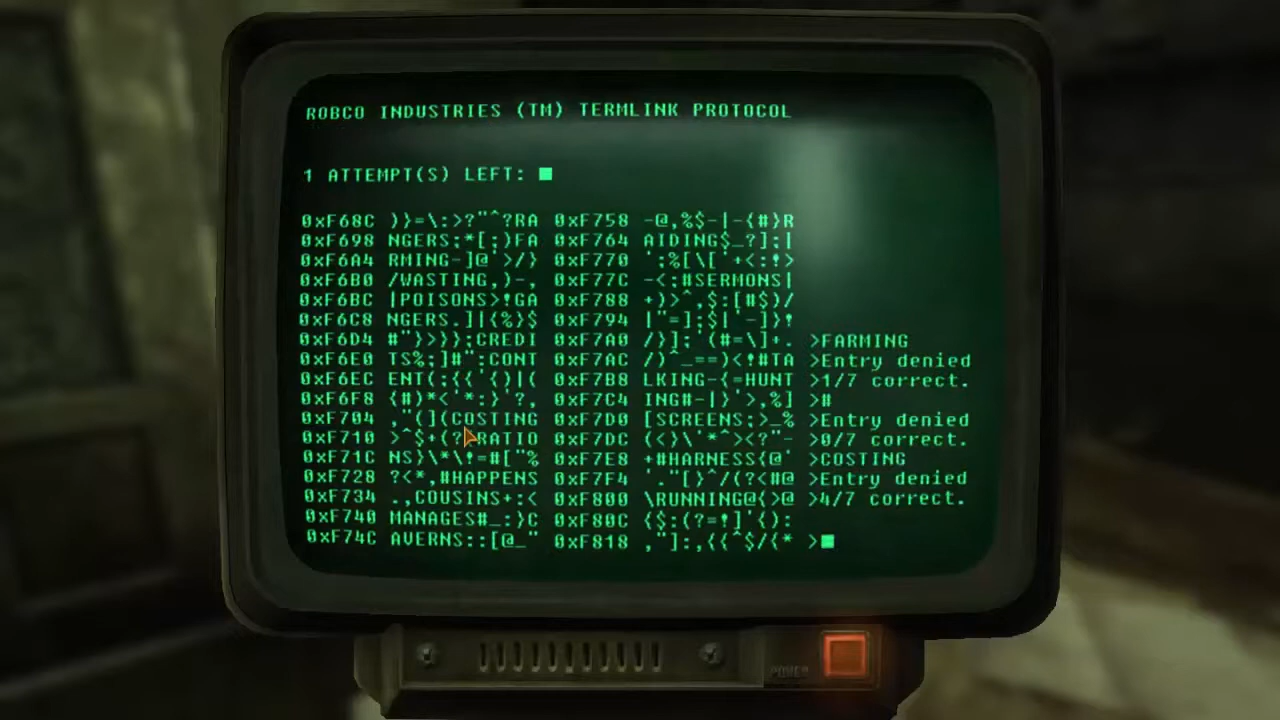 ROBCO INDUSTRIES (TM) TERMLINK PROTOCOL
1 ATTEMPT(S) LEFT:
0xF68C )}=\:>?"^?RA 0xF758 -@,%$-|-{#}R
0xF698 NGERS;*[;)FA 0xF764 AIDING$_?];|
0xF6A4 RMING-]@'>/} 0xF770 ';%[\['+<:!>
0xF6B0 /WASTING,)-, 0xF77C -<:#SERMONS|
0xF6BC |POISONS>!GA 0xF788 +)>^,$:[#$)/
0xF6C8 NGERS.]|{%}$ 0xF794 |"=];$|'-]}!
0xF6D4 #"}>}};CREDI 0xF7A0 /}];'(#=\]+. >FARMING
0xF6E0 TS%;]#":CONT 0xF7AC /)^_==)<!#TA >Entry denied
0xF6EC ENT(:{{'{)|( 0xF7B8 LKING-{=HUNT >1/7 correct.
0xF6F8 {#)*<'*:}'?, 0xF7C4 ING#-|}'>,%] >#
0xF704 ,"(](COSTING 0xF7D0 [SCREENS;>_% >Entry denied
0xF710 >^$+(? RATIO 0xF7DC (<)\'*^><?"- >0/7 correct.
0xF71C NS}\*\!=#["% 0xF7E8 +#HARNESS{@' >COSTING
0xF728 ?<*,#HAPPENS 0xF7F4 '."[}^/(?<#@ >Entry denied
0xF734 .,COUSINS+:< 0xF800 \RUNNING@{>@ >4/7 correct.
0xF740 MANAGES#_:}C 0xF80C {$:(?=!]'{):
0xF74C AVERNS::[@_" 0xF818 ,"]:,{{^$/{* >
POWER